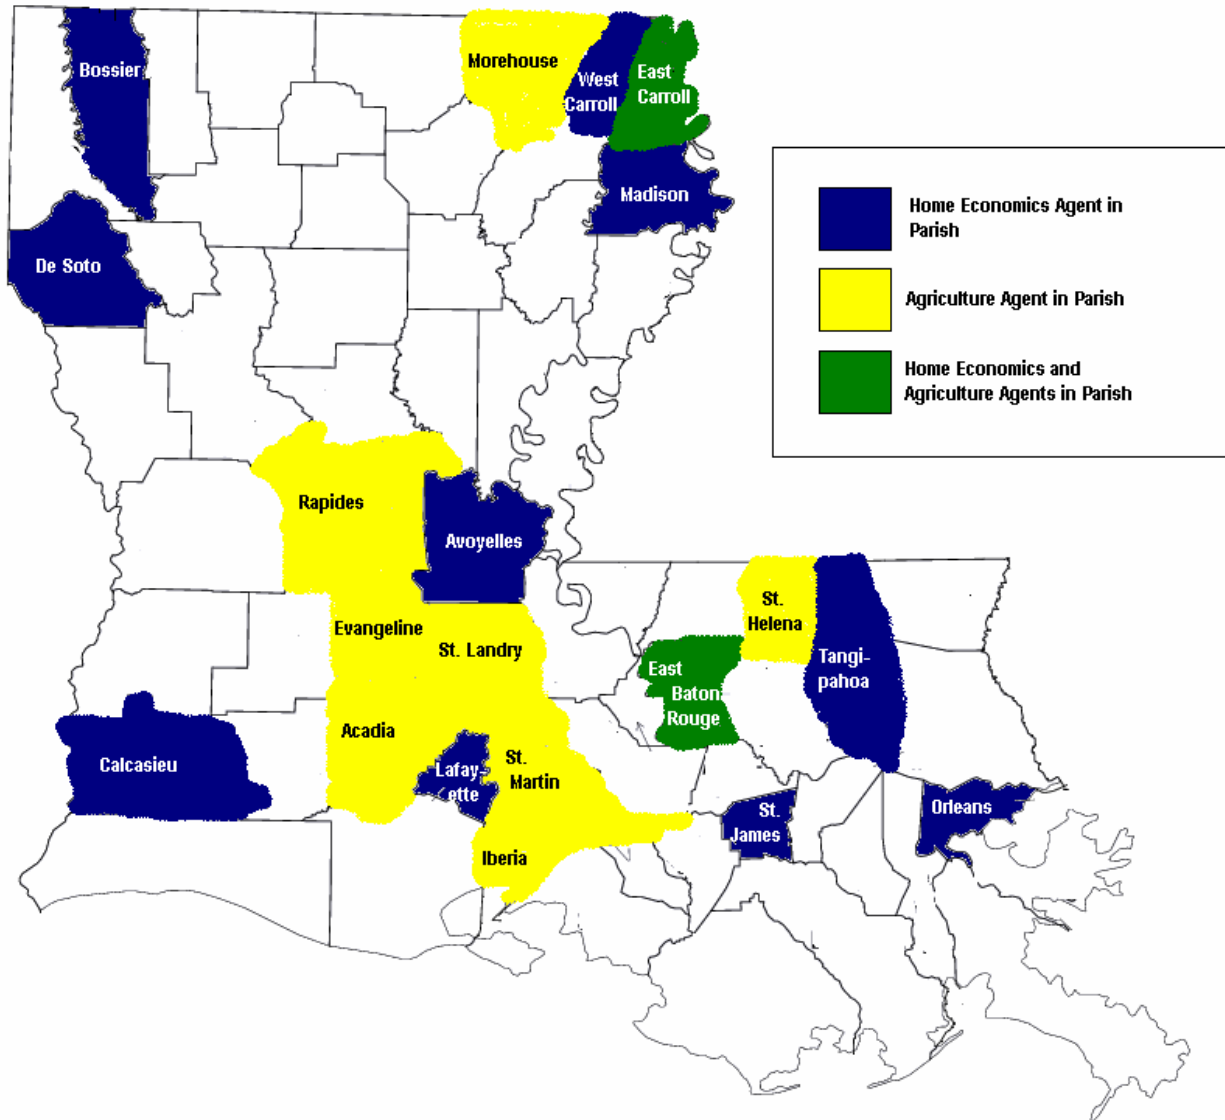 Bossier
Morehouse
West
Carroll
East
Carroll
Madison
De Soto
Home Economics Agent in
Parish
Agriculture Agent in Parish
Home Economics and
Agriculture Agents in Parish
Rapides
Avoyelles
Evangeline
St. Landry
St.
Helena
Tangi-
pahoa
East
Baton
Rouge
Acadia
Calcasieu
Lafay-
ette
St.
Martin
Iberia
St.
James
Orleans